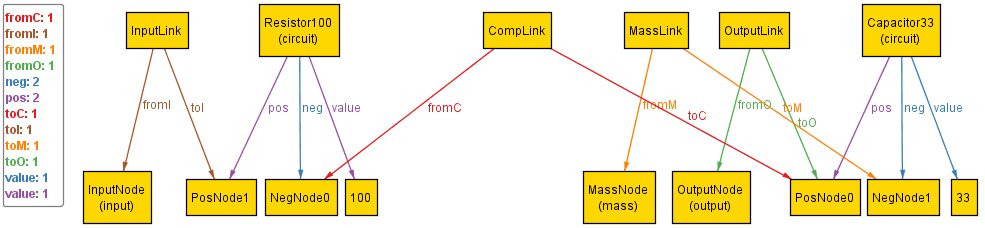 fromC: 1
fromI: 1
fromM: 1
fromO: 1
neg: 2
pos: 2
toC: 1
toI: 1
toM: 1
toO: 1
value: 1
value: 1
InputLink
Resistor100
(circuit)
CompLink
MassLink
OutputLink
Capacitor33
(circuit)
fromI
toI
pos
neg
value
fromC
toC
fromM
fromO
toM
toO
pos
neg
value
InputNode
(input)
PosNode1
NegNode0
100
MassNode
(mass)
OutputNode
(output)
PosNode0
NegNode1
33